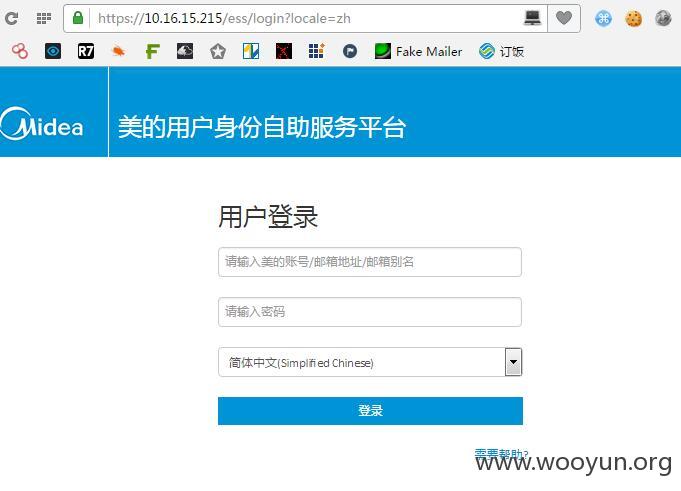 https://10.16.15.215/ess/login?locale=zh
R7
F
Fake Mailer
订饭
Midea
美的用户身份自助服务平台
用户登录
请输入美的账号/邮箱地址/邮箱别名
请输入密码
简体中文(Simplified Chinese)
登录
需要帮助?
www.wooyun.org